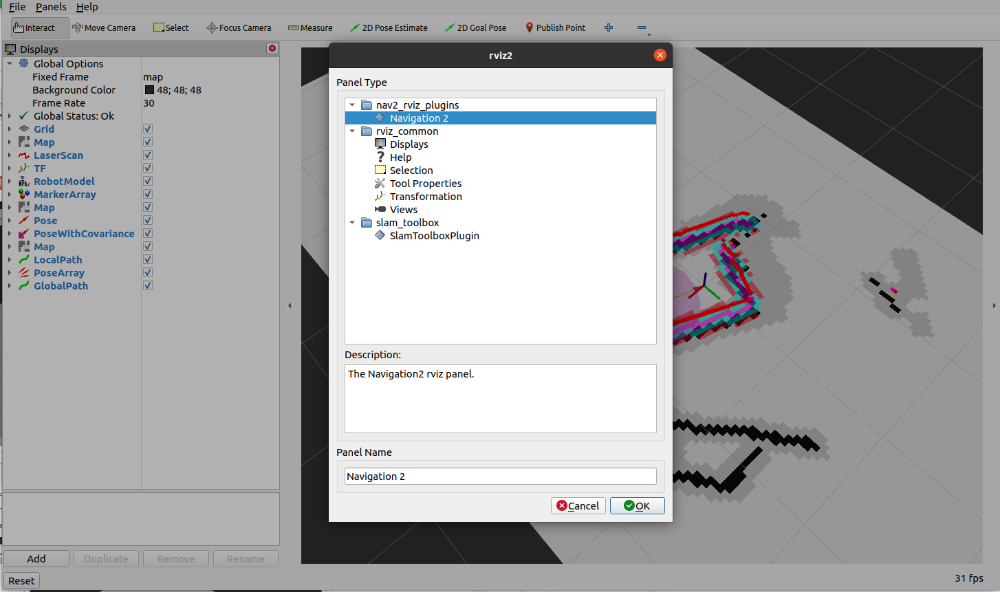 File Panels Help
Interact Move Camera Select Focus Camera Measure 2D Pose Estimate 2D Goal Pose Publish Point
Displays
Global Options
Fixed Frame map
Background Color 48; 48; 48
Frame Rate 30
Global Status: Ok
Grid
Map
LaserScan
TF
RobotModel
MarkerArray
Map
Pose
PoseWithCovariance
Map
LocalPath
PoseArray
GlobalPath
Add Duplicate Remove Rename
Reset
rviz2
Panel Type
nav2_rviz_plugins
Navigation 2
rviz_common
Displays
Help
Selection
Tool Properties
Transformation
Views
slam_toolbox
SlamToolboxPlugin
Description:
The Navigation2 rviz panel.
Panel Name
Navigation 2
Cancel OK
31 fps